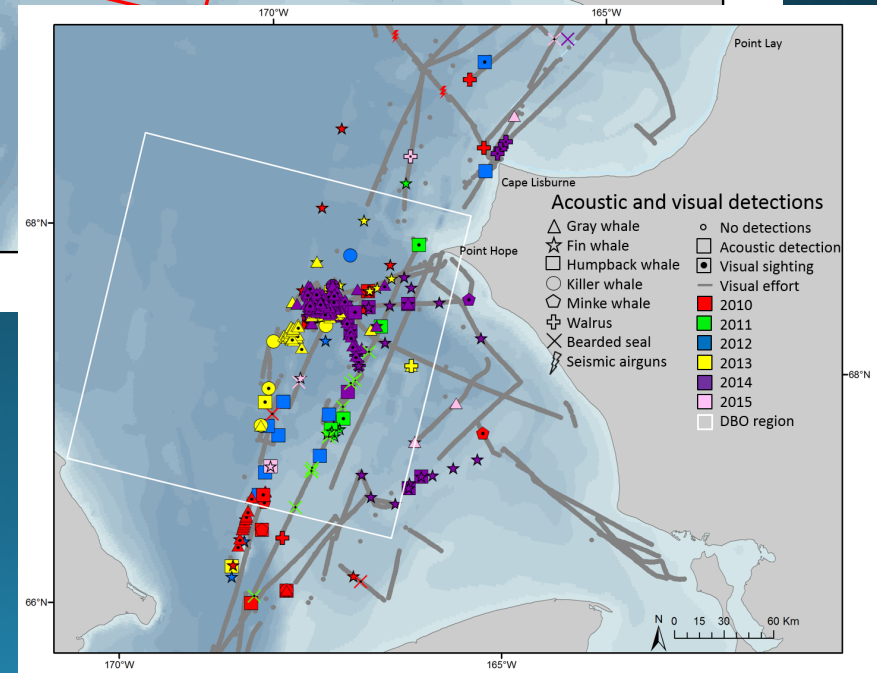 170°W
165°W
Point Lay
Cape Lisburne
68°N
Point Hope
Acoustic and visual detections
Gray whale
Fin whale
Humpback whale
Killer whale
Minke whale
Walrus
Bearded seal
Seismic airguns
No detections
Acoustic detection
Visual sighting
Visual effort
2010
2011
2012
2013
2014
2015
DBO region
68°N
66°N
N
0 15 30 60 Km
170°W
165°W